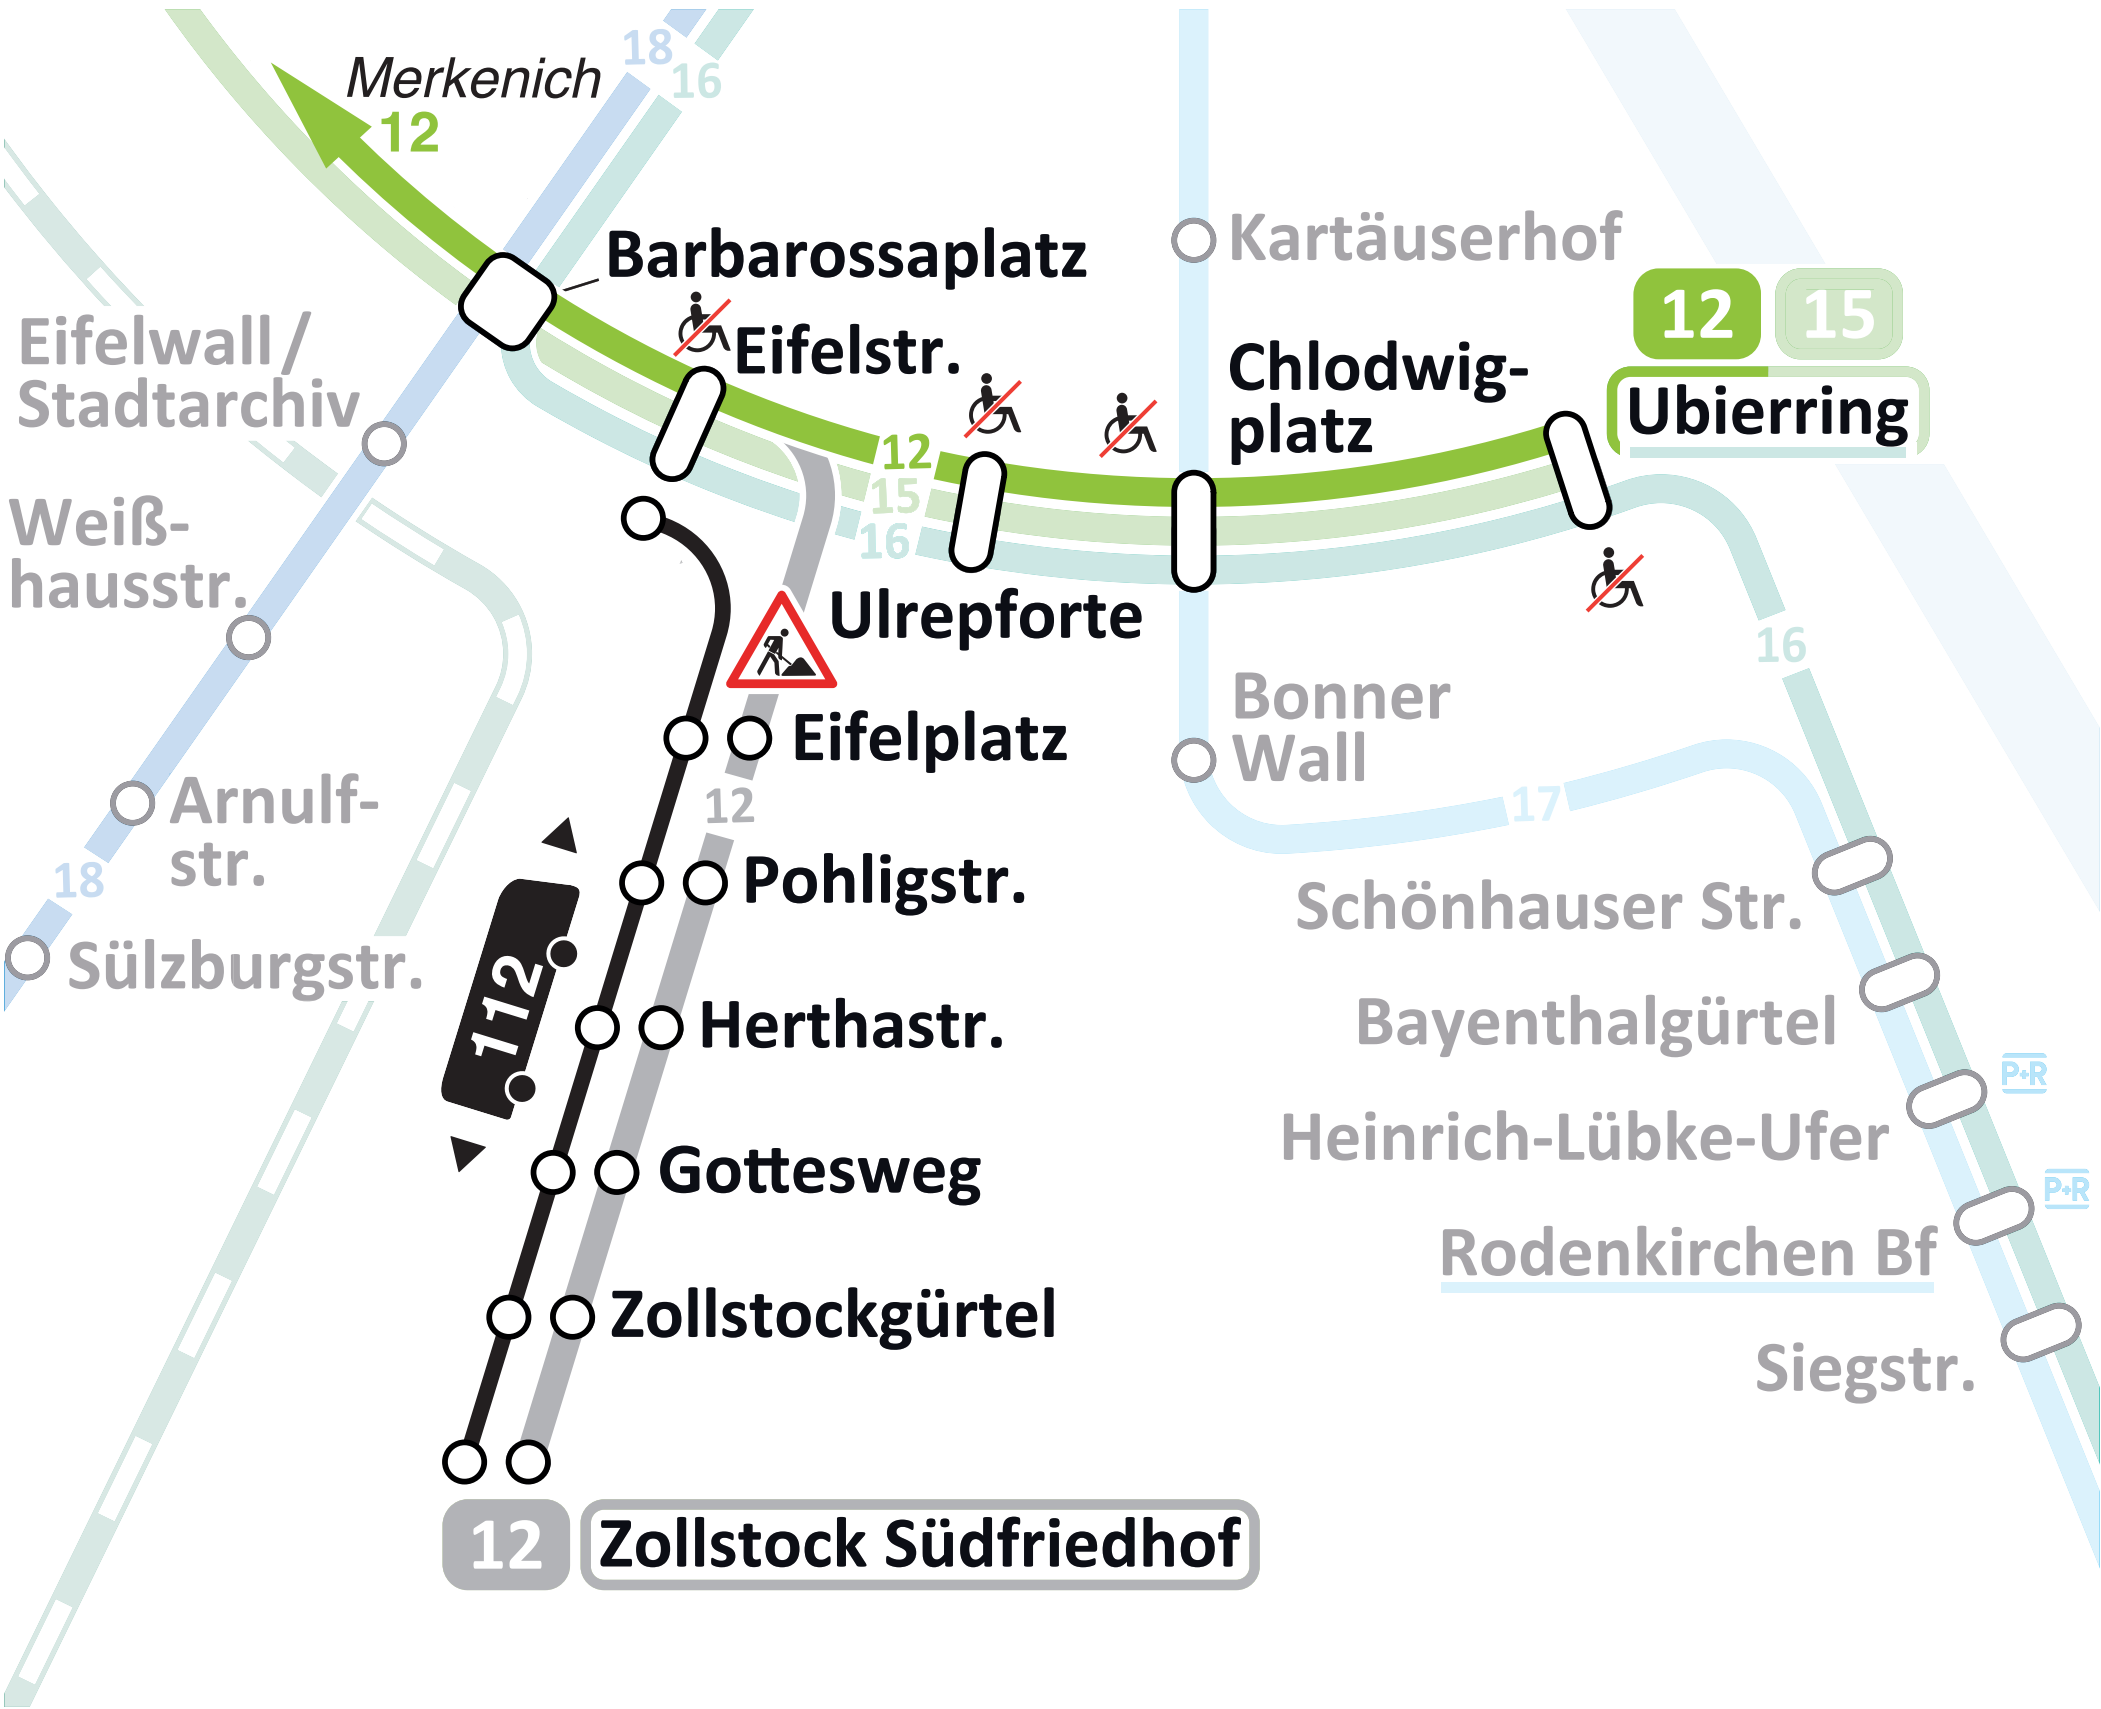 18
16
Merkenich
12
Barbarossaplatz
Kartäuserhof
12
15
Ubierring
Eifelwall/
Stadtarchiv
Eifelstr.
Chlodwig-
platz
12
15
16
Weiß-
hausstr.
Ulrepforte
16
Eifelplatz
Bonner
Wall
12
17
Arnulf-
str.
18
Pohligstr.
Schönhauser Str.
Sülzburgstr.
112
Herthastr.
Bayenthalgürtel
P+R
Gottesweg
Heinrich-Lübke-Ufer
P+R
Rodenkirchen Bf
Zollstockgürtel
Siegstr.
12
Zollstock Südfriedhof